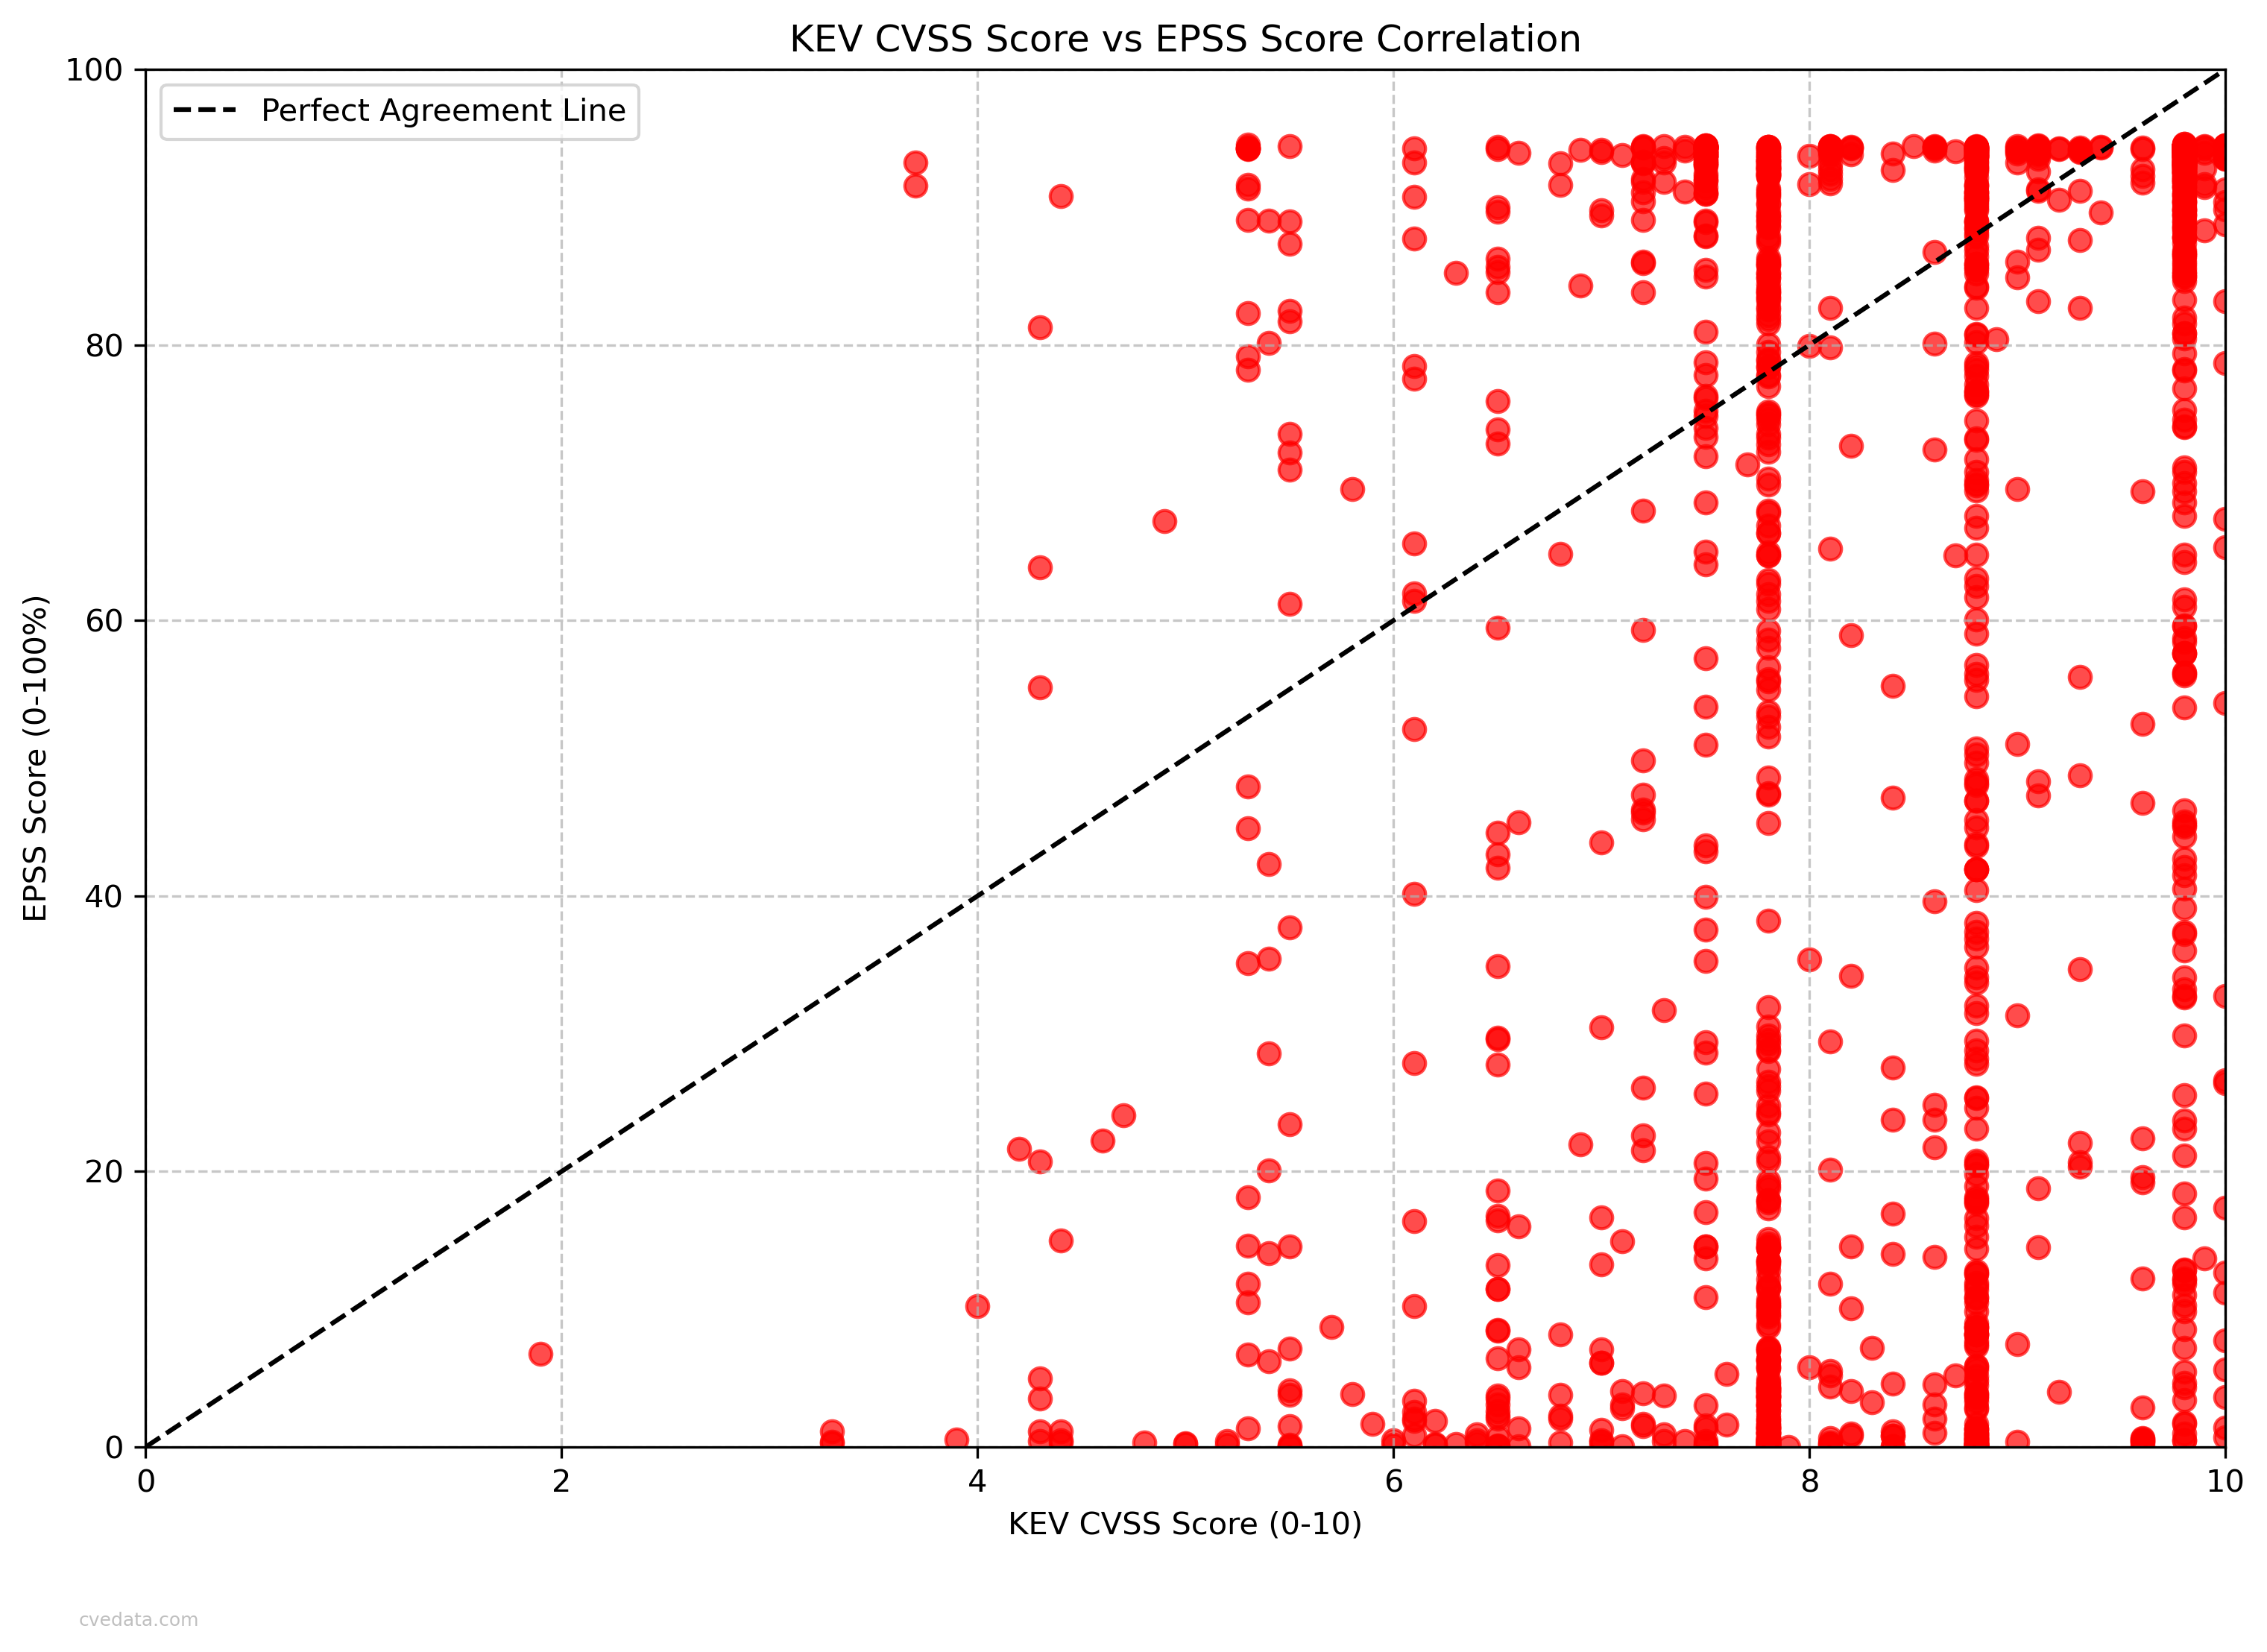 KEV CVSS Score vs EPSS Score Correlation
Perfect Agreement Line
EPSS Score (0-100%)
100
80
60
40
20
0
0 2 4 6 8 10
KEV CVSS Score (0-10)
cvedata.com